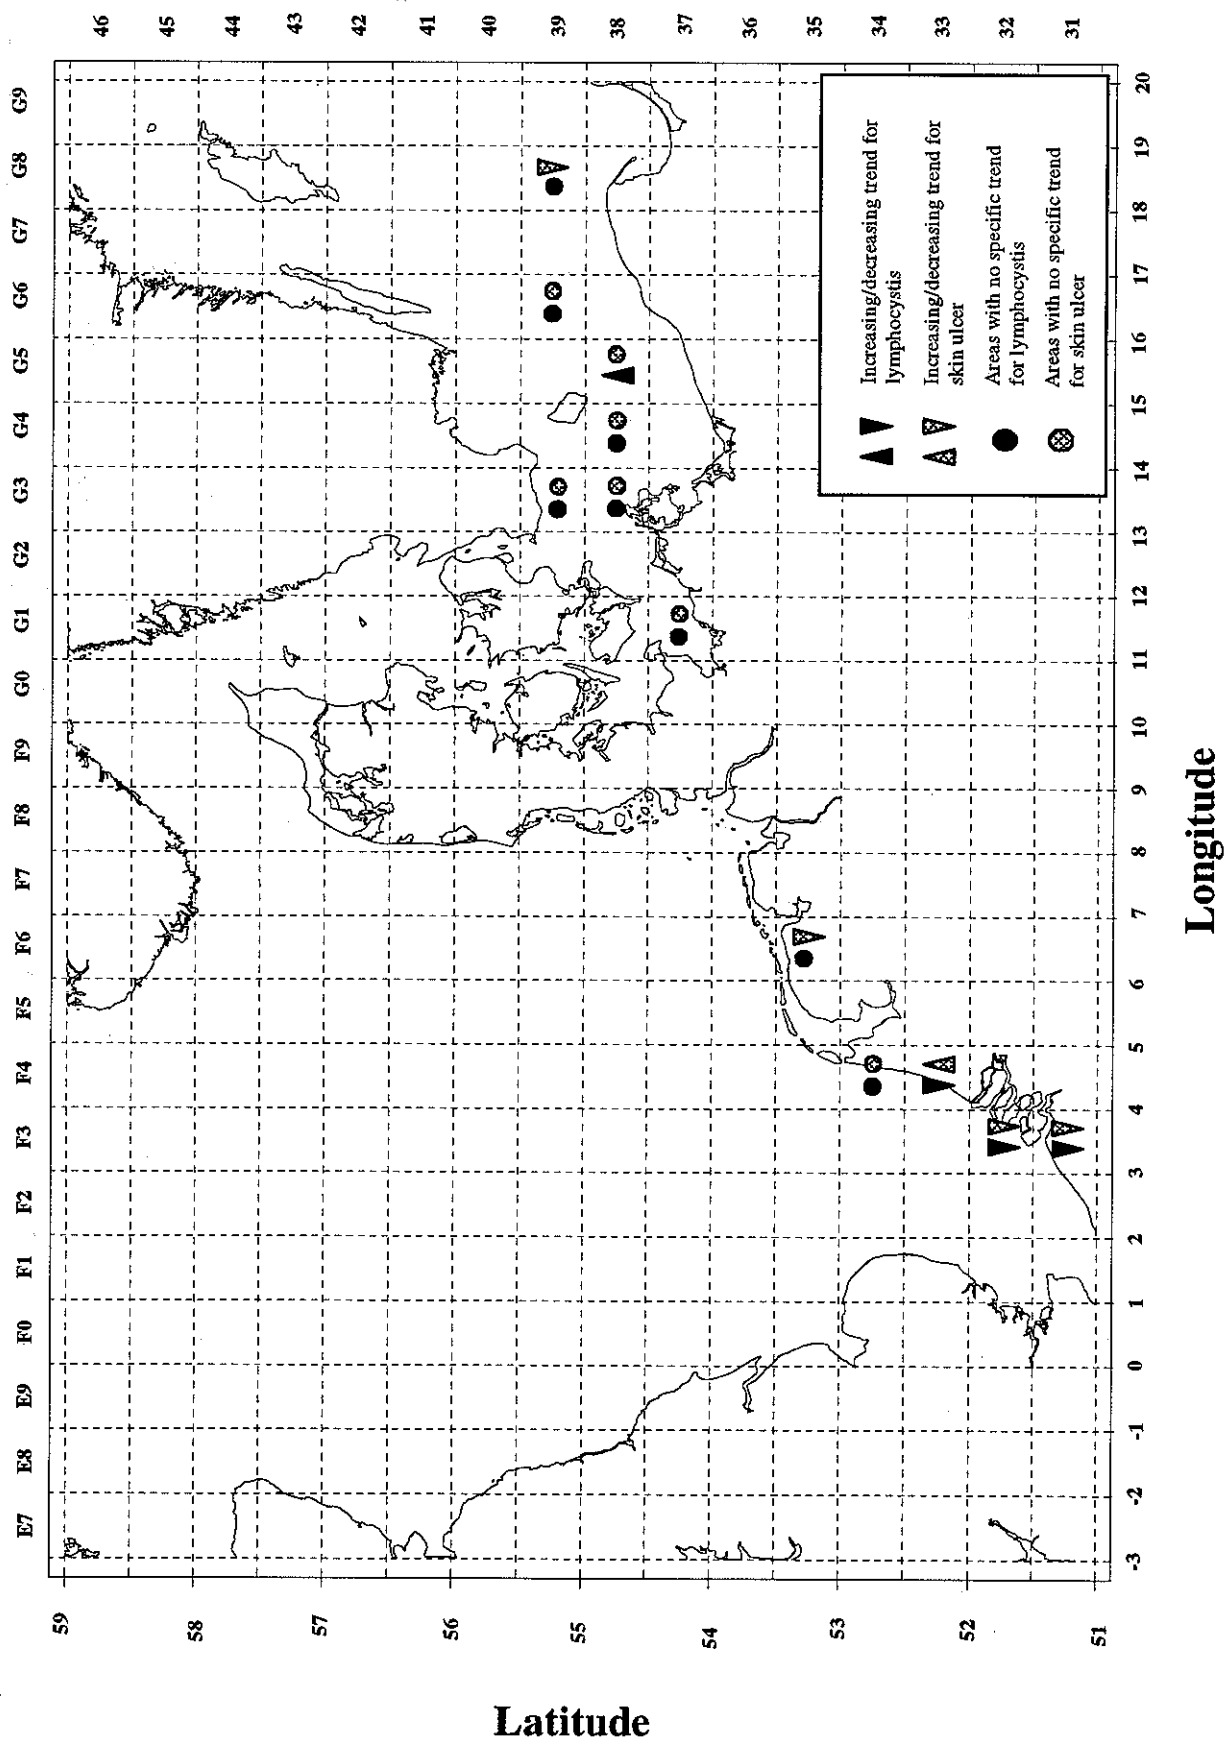 E7 E8 E9 F0 F1 F2 F3 F4 F5 F6 F7 F8 F9 G0 G1 G2 G3 G4 G5 G6 G7 G8 G9
59
58
57
56
55
54
53
52
51
46
45
44
43
42
41
40
39
38
37
36
35
34
33
32
31
Increasing/decreasing trend for
lymphocystis
Increasing/decreasing trend for
skin ulcer
Areas with no specific trend
for lymphocystis
Areas with no specific trend
for skin ulcer
-3 -2 -1 0 1 2 3 4 5 6 7 8 9 10 11 12 13 14 15 16 17 18 19 20
Latitude
Longitude